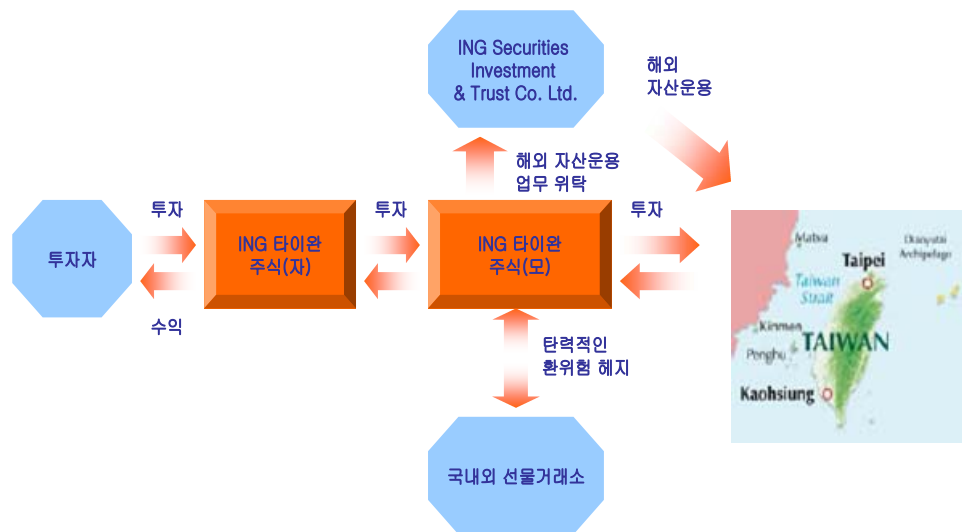 ING Securities
Investment
& Trust Co. Ltd.
해외
자산운용
해외 자산운용
업무 위탁
투자
투자
투자
투자자
ING 타이완
주식(자)
ING 타이완
주식(모)
수익
탄력적인
환위험 헤지
국내외 선물거래소
Matsu
Diaoyutai
Archipelago
Taipei
Taiwan
Strait
Kinmen
TAIWAN
Penghu
Kaohsiung